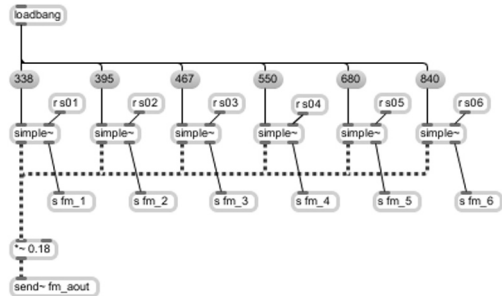 loadbang
338 395 467 550 680 840
r s01 r s02 r s03 r s04 r s05 r s06
simple~ simple~ simple~ simple~ simple~ simple~
s fm_1 s fm_2 s fm_3 s fm_4 s fm_5 s fm_6
*~ 0.18
send~ fm_aout